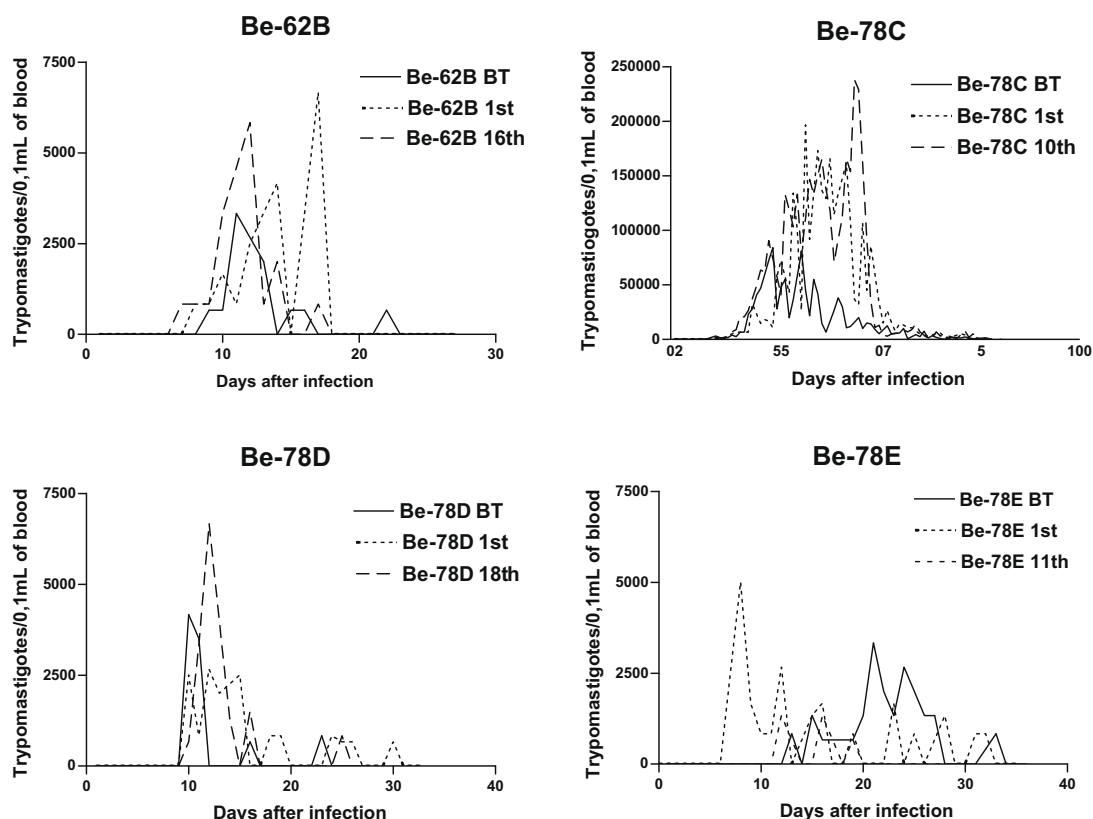 Be-62B
Trypomastigotes/0,1mL of blood
7500
5000
2500
0
0
10
20
30
Days after infection
Be-62B BT
Be-62B 1st
Be-62B 16th
Be-78C
Trypomastiogotes/0,1mL of blood
250000
200000
150000
100000
50000
0
02
55
07
5
100
Days after infection
Be-78C BT
Be-78C 1st
Be-78C 10th
Be-78D
Trypomastigotes/0,1mL of blood
7500
5000
2500
0
0
10
20
30
40
Days after infection
Be-78D BT
Be-78D 1st
Be-78D 18th
Be-78E
Trypomastigotes/0,1mL of blood
7500
5000
2500
0
0
10
20
30
40
Days after infection
Be-78E BT
Be-78E 1st
Be-78E 11th